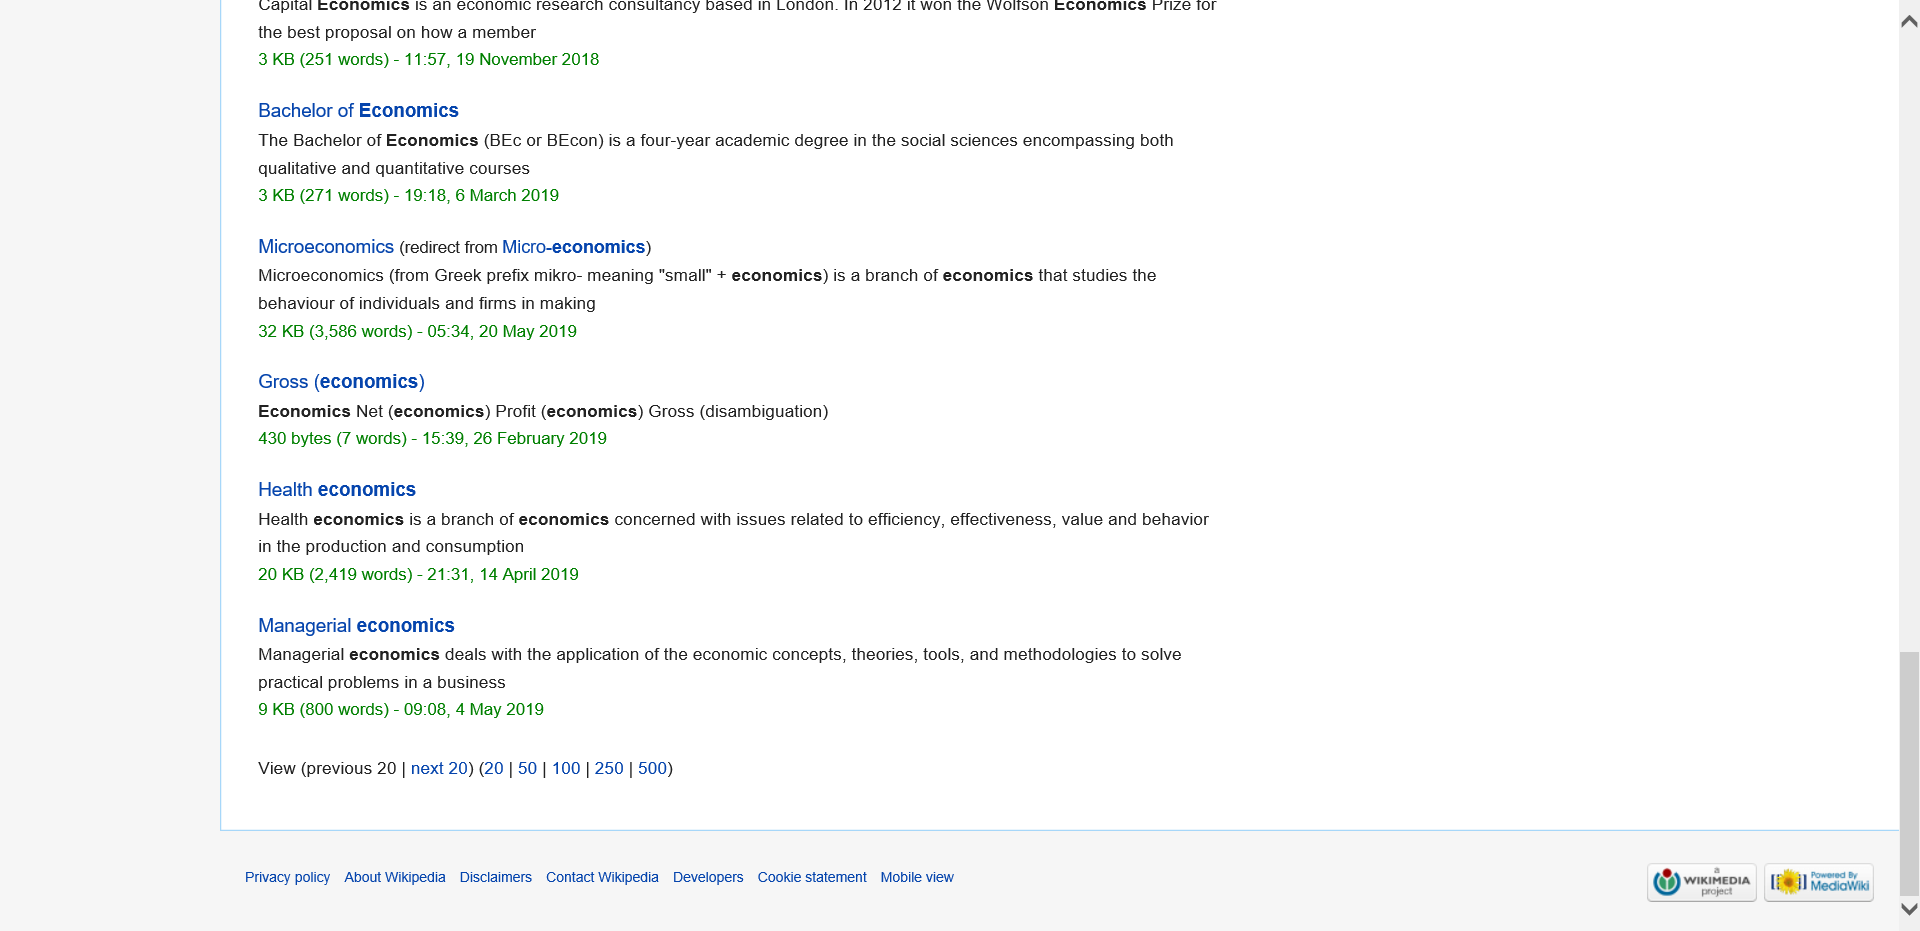 Capital Economics is an economic research consultancy based in London. In 2012 it won the Wolfson Economics Prize for
the best proposal on how a member
3 KB (251 words) - 11:57, 19 November 2018
Bachelor of Economics
The Bachelor of Economics (BEc or BEcon) is a four-year academic degree in the social sciences encompassing both
qualitative and quantitative courses
3 KB (271 words) - 19:18, 6 March 2019
Microeconomics (redirect from Micro-economics)
Microeconomics (from Greek prefix mikro- meaning "small" + economics) is a branch of economics that studies the
behaviour of individuals and firms in making
32 KB (3,586 words) - 05:34, 20 May 2019
Gross (economics)
Economics Net (economics) Profit (economics) Gross (disambiguation)
430 bytes (7 words) - 15:39, 26 February 2019
Health economics
Health economics is a branch of economics concerned with issues related to efficiency, effectiveness, value and behavior
in the production and consumption
20 KB (2,419 words) - 21:31, 14 April 2019
Managerial economics
Managerial economics deals with the application of the economic concepts, theories, tools, and methodologies to solve
practical problems in a business
9 KB (800 words) - 09:08, 4 May 2019
View (previous 20 | next 20) (20 | 50 | 100 | 250 | 500)
Privacy policy About Wikipedia Disclaimers Contact Wikipedia Developers Cookie statement Mobile view
a
WIKIMEDIA
project
Powered By
MediaWiki